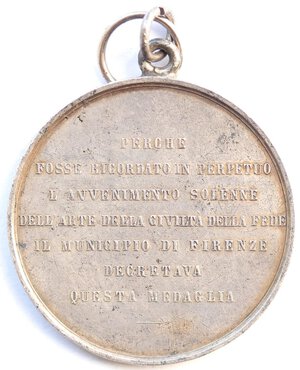 PERCHE
FOSSE RICORDATO IN PERPETUO
L'AVVENIMENTO SOLENNE
DELL'ARTE DELLA CIVILTÀ DELLA FEDE
IL MUNICIPIO DI FIRENZE
DECRETAVA
QUESTA MEDAGLIA